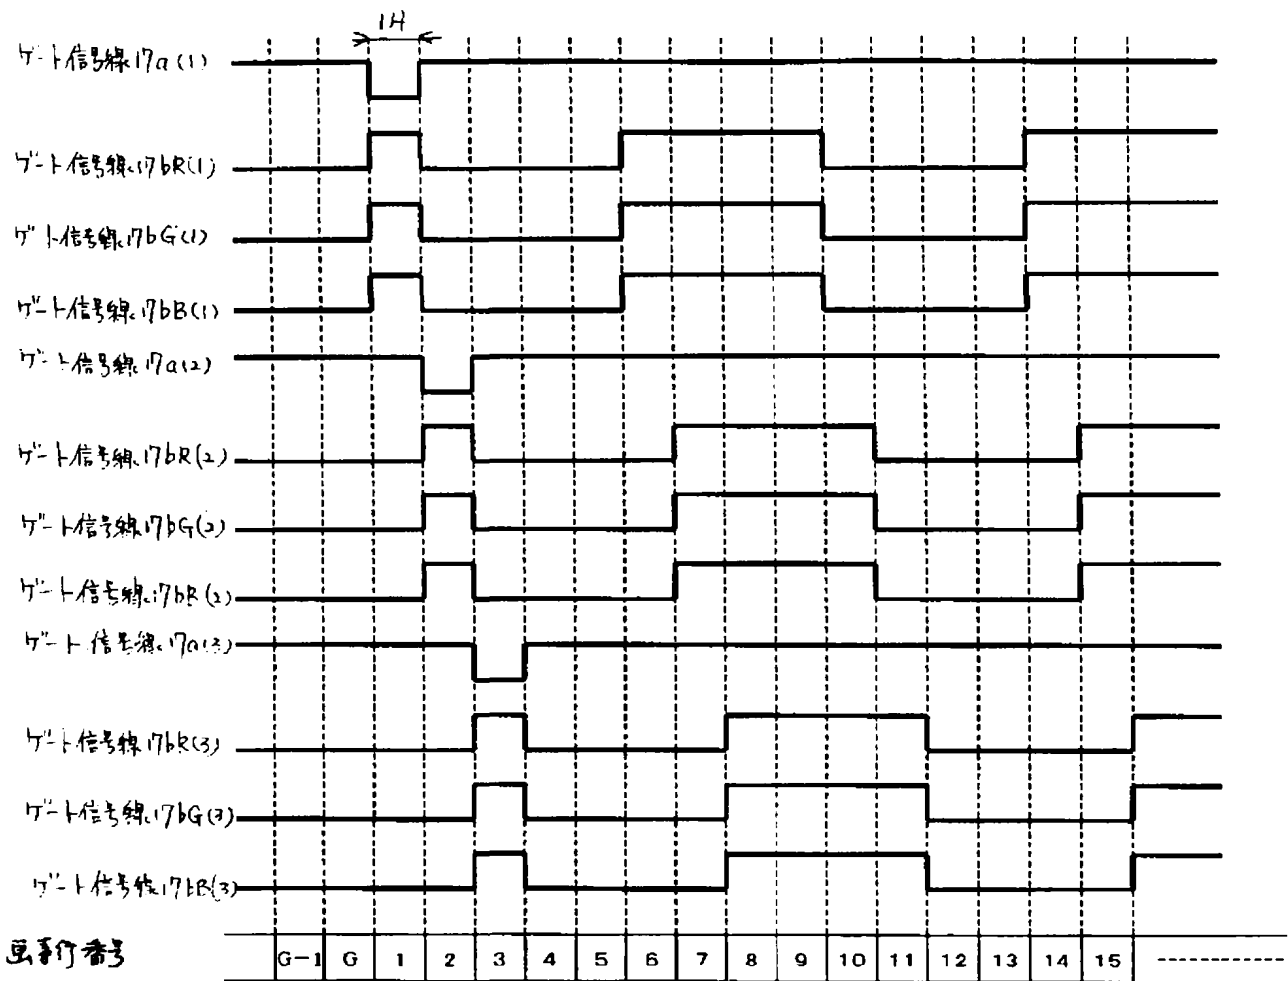 1H
ゲート信号線17a(1)
ゲート信号線17bR(1)
ゲート信号線17bG(1)
ゲート信号線17bB(1)
ゲート信号線17a(2)
ゲート信号線17bR(2)
ゲート信号線17bG(2)
ゲート信号線17bB(2)
ゲート信号線17a(3)
ゲート信号線17bR(3)
ゲート信号線17bG(3)
ゲート信号線17bB(3)
画素行番号 G-1 G 1 2 3 4 5 6 7 8 9 10 11 12 13 14 15